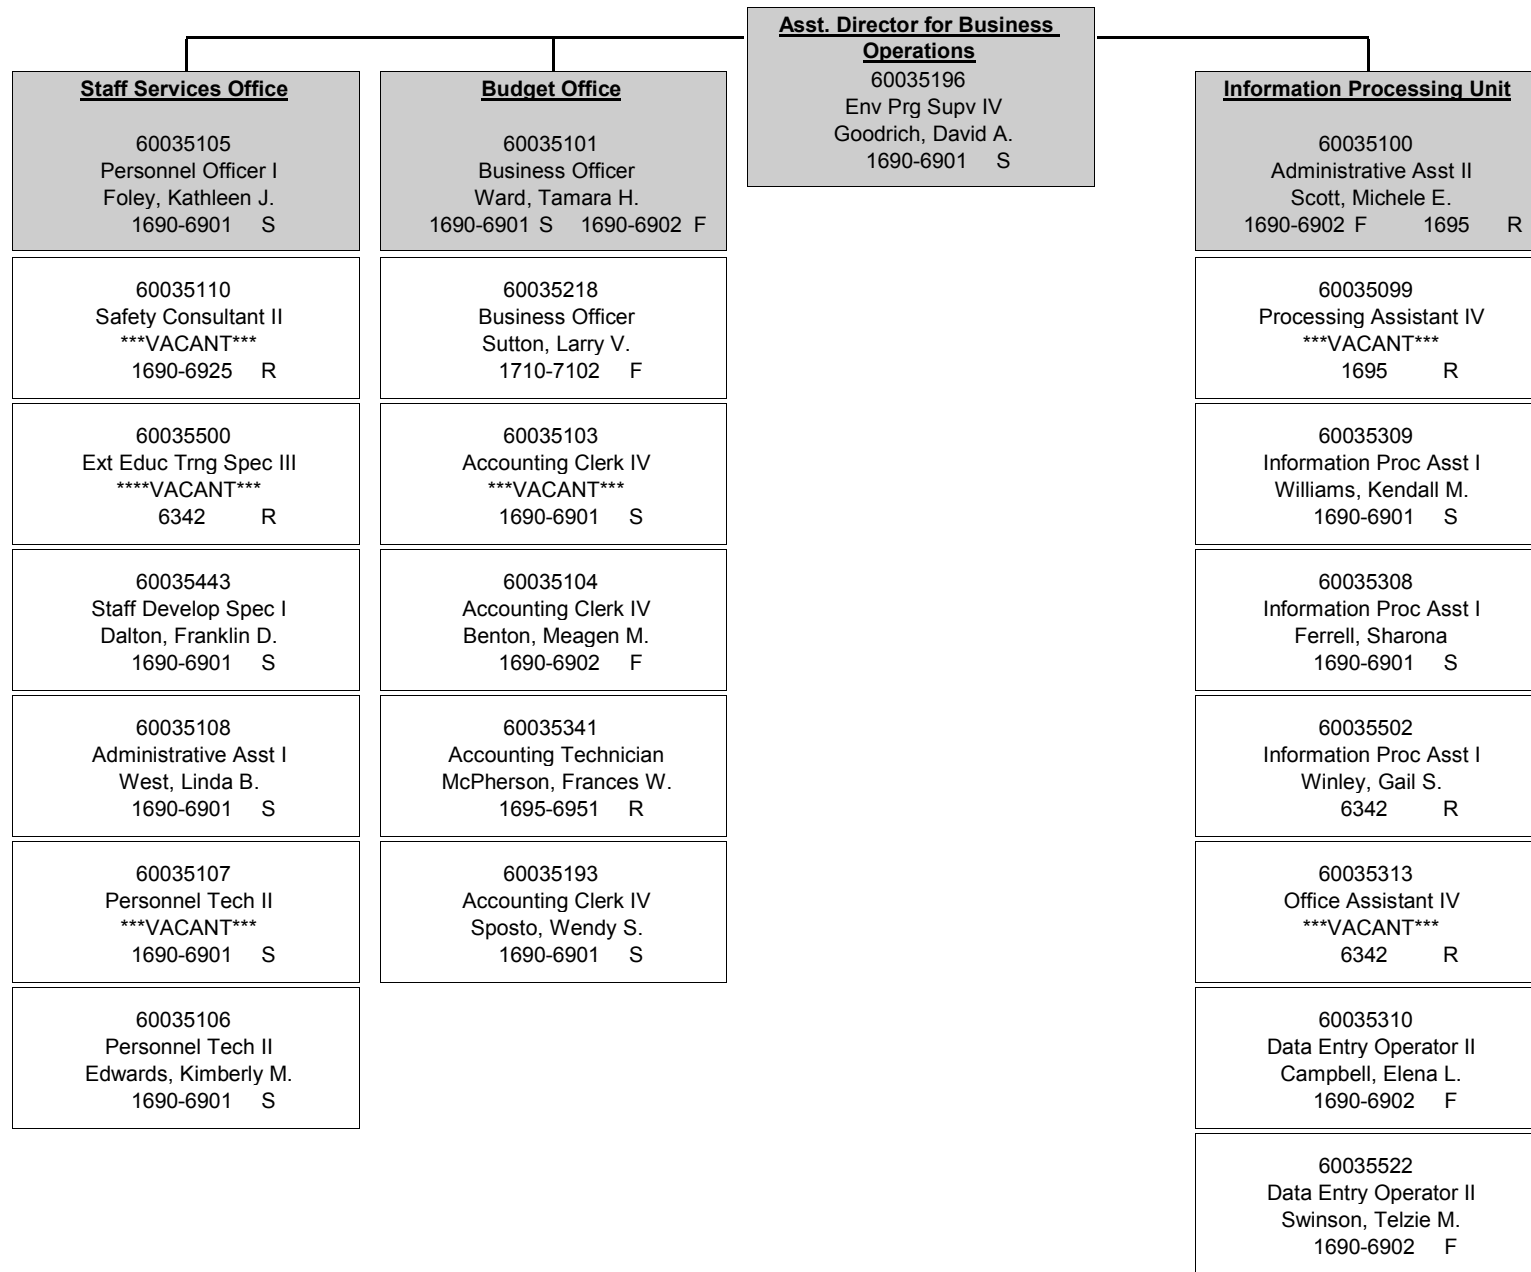 Asst. Director for Business
Operations
60035196
Env Prg Supv IV
Goodrich, David A.
1690-6901 S
Staff Services Office
60035105
Personnel Officer I
Foley, Kathleen J.
1690-6901 S
60035110
Safety Consultant II
***VACANT***
1690-6925 R
60035500
Ext Educ Trng Spec III
****VACANT***
6342 R
60035443
Staff Develop Spec I
Dalton, Franklin D.
1690-6901 S
60035108
Administrative Asst I
West, Linda B.
1690-6901 S
60035107
Personnel Tech II
***VACANT***
1690-6901 S
60035106
Personnel Tech II
Edwards, Kimberly M.
1690-6901 S
Budget Office
60035101
Business Officer
Ward, Tamara H.
1690-6901 S 1690-6902 F
60035218
Business Officer
Sutton, Larry V.
1710-7102 F
60035103
Accounting Clerk IV
***VACANT***
1690-6901 S
60035104
Accounting Clerk IV
Benton, Meagen M.
1690-6902 F
60035341
Accounting Technician
McPherson, Frances W.
1695-6951 R
60035193
Accounting Clerk IV
Sposto, Wendy S.
1690-6901 S
Information Processing Unit
60035100
Administrative Asst II
Scott, Michele E.
1690-6902 F 1695 R
60035099
Processing Assistant IV
***VACANT***
1695 R
60035309
Information Proc Asst I
Williams, Kendall M.
1690-6901 S
60035308
Information Proc Asst I
Ferrell, Sharona
1690-6901 S
60035502
Information Proc Asst I
Winley, Gail S.
6342 R
60035313
Office Assistant IV
***VACANT***
6342 R
60035310
Data Entry Operator II
Campbell, Elena L.
1690-6902 F
60035522
Data Entry Operator II
Swinson, Telzie M.
1690-6902 F